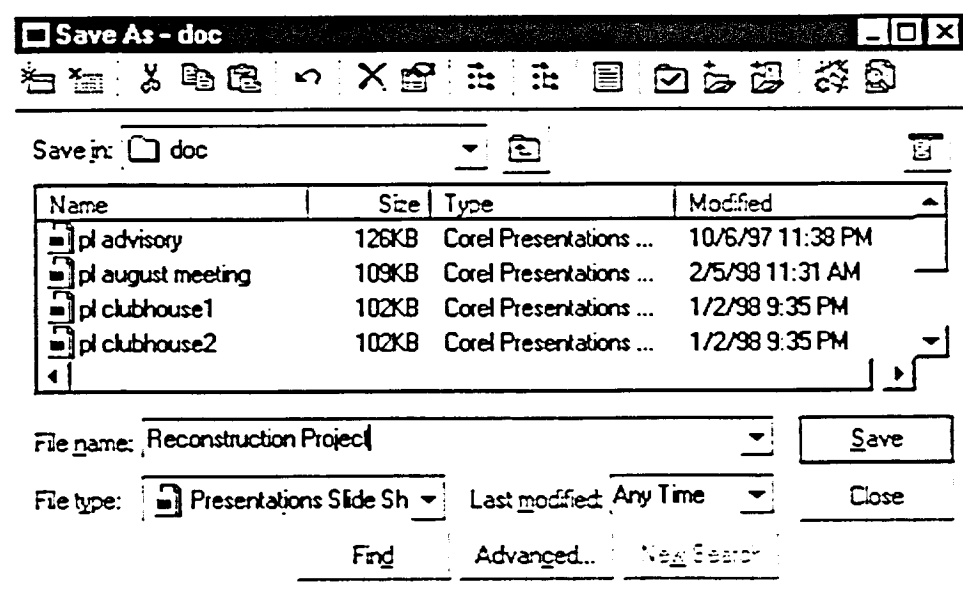 Save As - doc
Save in: doc
Name Size Type Modified
pl advisory 126KB Corel Presentations ... 10/6/97 11:38 PM
pl august meeting 109KB Corel Presentations ... 2/5/98 11:31 AM
pl clubhouse1 102KB Corel Presentations ... 1/2/98 9:35 PM
pl clubhouse2 102KB Corel Presentations ... 1/2/98 9:35 PM
File name: Reconstruction Project Save
File type: Presentations Slide Sh Last modified: Any Time Close
Find Advanced... New Search